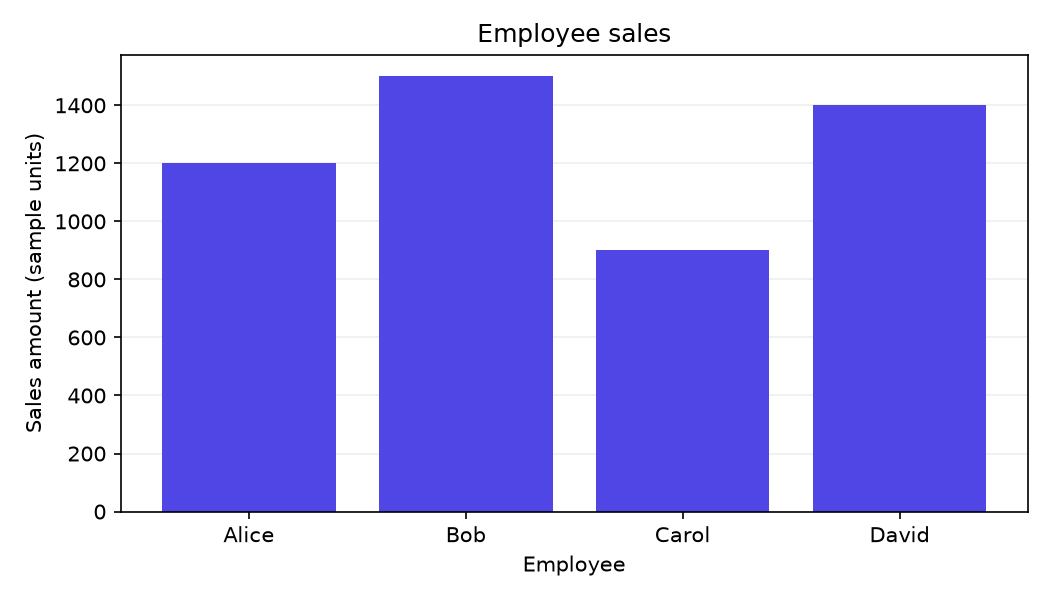 Employee sales
Sales amount (sample units)
1400
1200
1000
800
600
400
200
0
Alice Bob Carol David
Employee